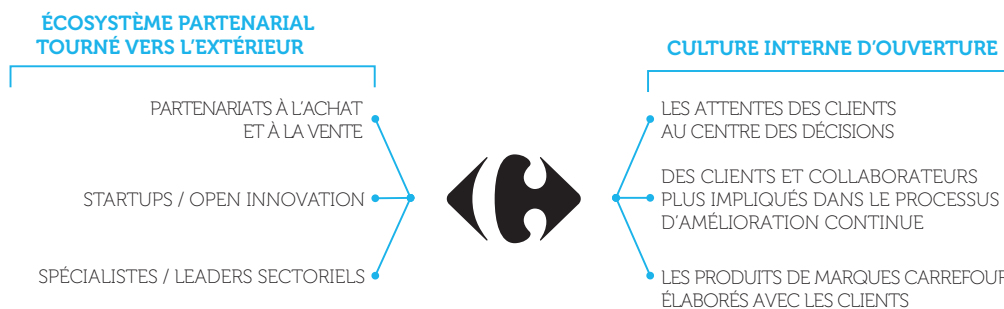 ÉCOSYSTÈME PARTENARIAL
TOURNÉ VERS L'EXTÉRIEUR
PARTENARIATS À L'ACHAT
ET À LA VENTE
STARTUPS / OPEN INNOVATION
SPÉCIALISTES / LEADERS SECTORIELS
CULTURE INTERNE D'OUVERTURE
LES ATTENTES DES CLIENTS
AU CENTRE DES DÉCISIONS
DES CLIENTS ET COLLABORATEURS
PLUS IMPLIQUÉS DANS LE PROCESSUS
D'AMÉLIORATION CONTINUE
LES PRODUITS DE MARQUES CARREFOUR
ÉLABORÉS AVEC LES CLIENTS